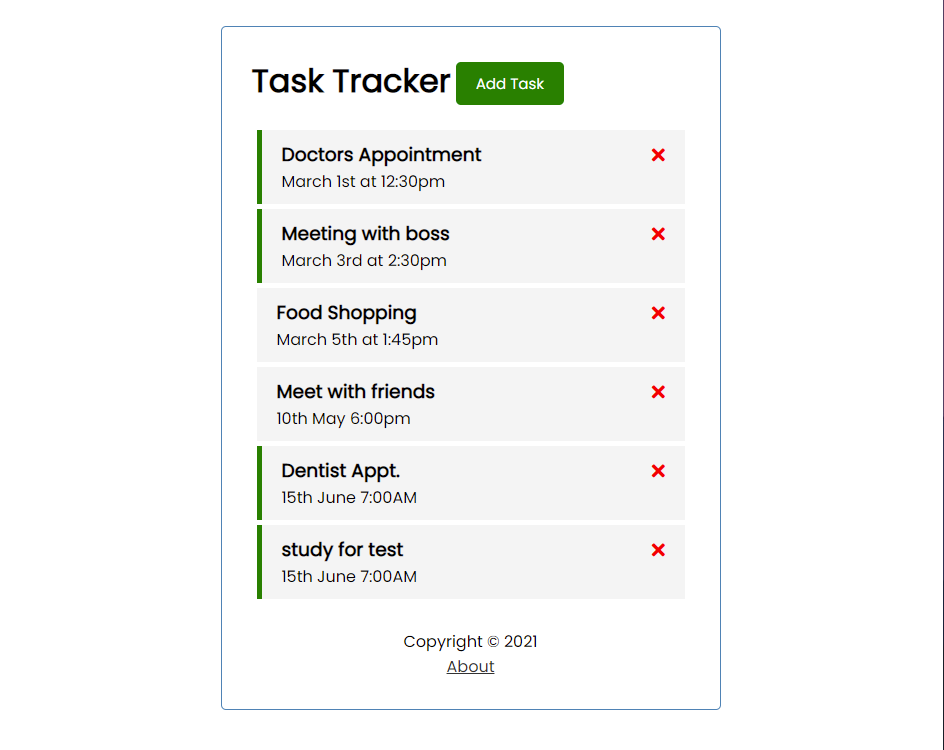 Task Tracker Add Task
Doctors Appointment
March 1st at 12:30pm
Meeting with boss
March 3rd at 2:30pm
Food Shopping
March 5th at 1:45pm
Meet with friends
10th May 6:00pm
Dentist Appt.
15th June 7:00AM
study for test
15th June 7:00AM
Copyright © 2021
About